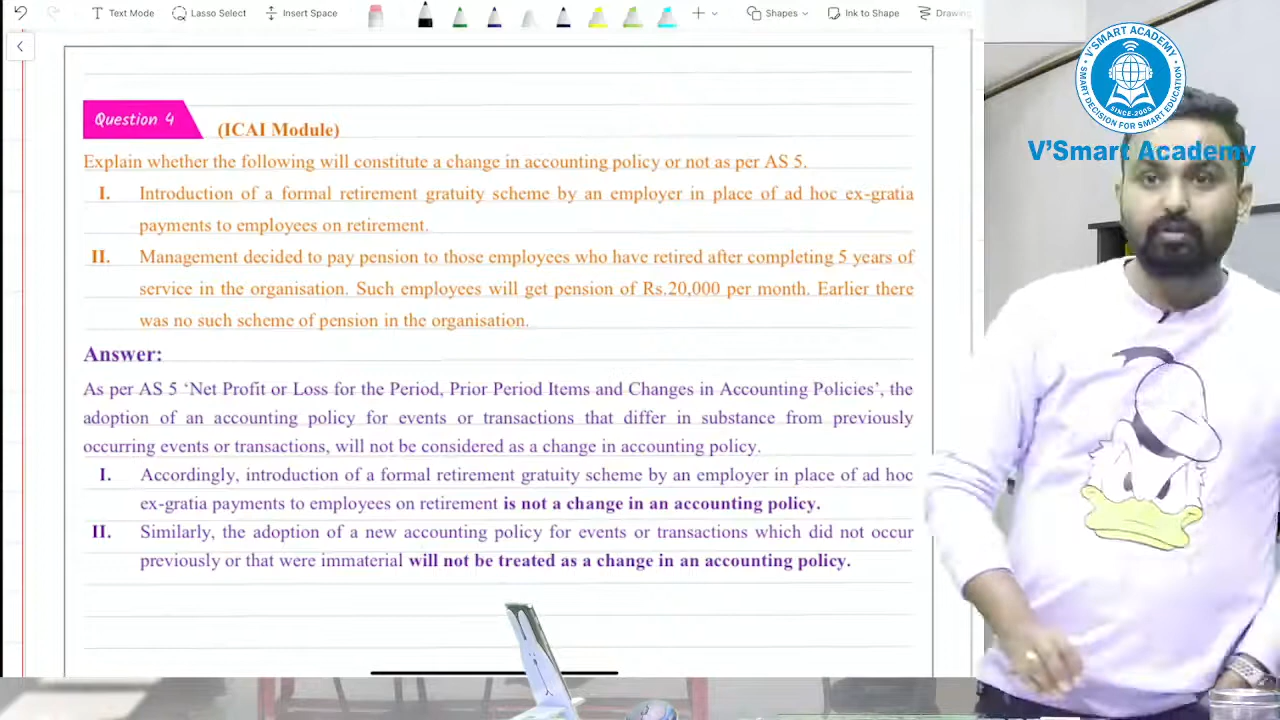 Text Mode
Lasso Select
Insert Space
Shapes
Ink to Shape
Drawing
Question 4
(ICAI Module)
Explain whether the following will constitute a change in accounting policy or not as per AS 5.
I. Introduction of a formal retirement gratuity scheme by an employer in place of ad hoc ex-gratia
payments to employees on retirement.
II. Management decided to pay pension to those employees who have retired after completing 5 years of
service in the organisation. Such employees will get pension of Rs.20,000 per month. Earlier there
was no such scheme of pension in the organisation.
Answer:
As per AS 5 ‘Net Profit or Loss for the Period, Prior Period Items and Changes in Accounting Policies’, the
adoption of an accounting policy for events or transactions that differ in substance from previously
occurring events or transactions, will not be considered as a change in accounting policy.
I. Accordingly, introduction of a formal retirement gratuity scheme by an employer in place of ad hoc
ex-gratia payments to employees on retirement is not a change in an accounting policy.
II. Similarly, the adoption of a new accounting policy for events or transactions which did not occur
previously or that were immaterial will not be treated as a change in an accounting policy.
V'SMART ACADEMY
SINCE-2005
SMART DECISION FOR SMART EDUCATION
V’Smart Academy